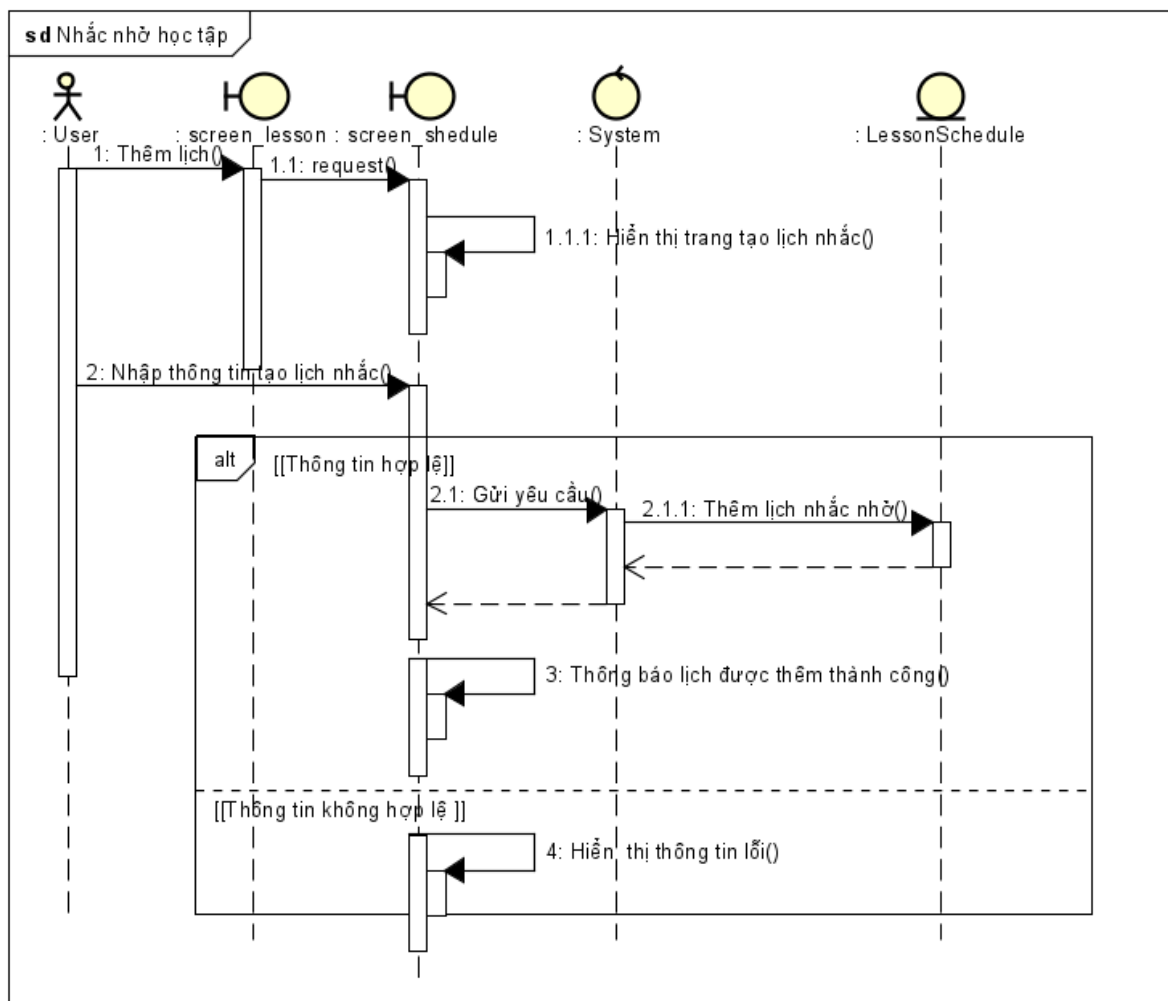 sd Nhắc nhở học tập
: User
: screen_lesson
: screen_shedule
: System
: LessonSchedule
1: Thêm lịch()
1.1: request()
1.1.1: Hiển thị trang tạo lịch nhắc()
2: Nhập thông tin tạo lịch nhắc()
alt
[[Thông tin hợp lệ]]
2.1: Gửi yêu cầu()
2.1.1: Thêm lịch nhắc nhở()
3: Thông báo lịch được thêm thành công()
[[Thông tin không hợp lệ ]]
4: Hiển thị thông tin lỗi()